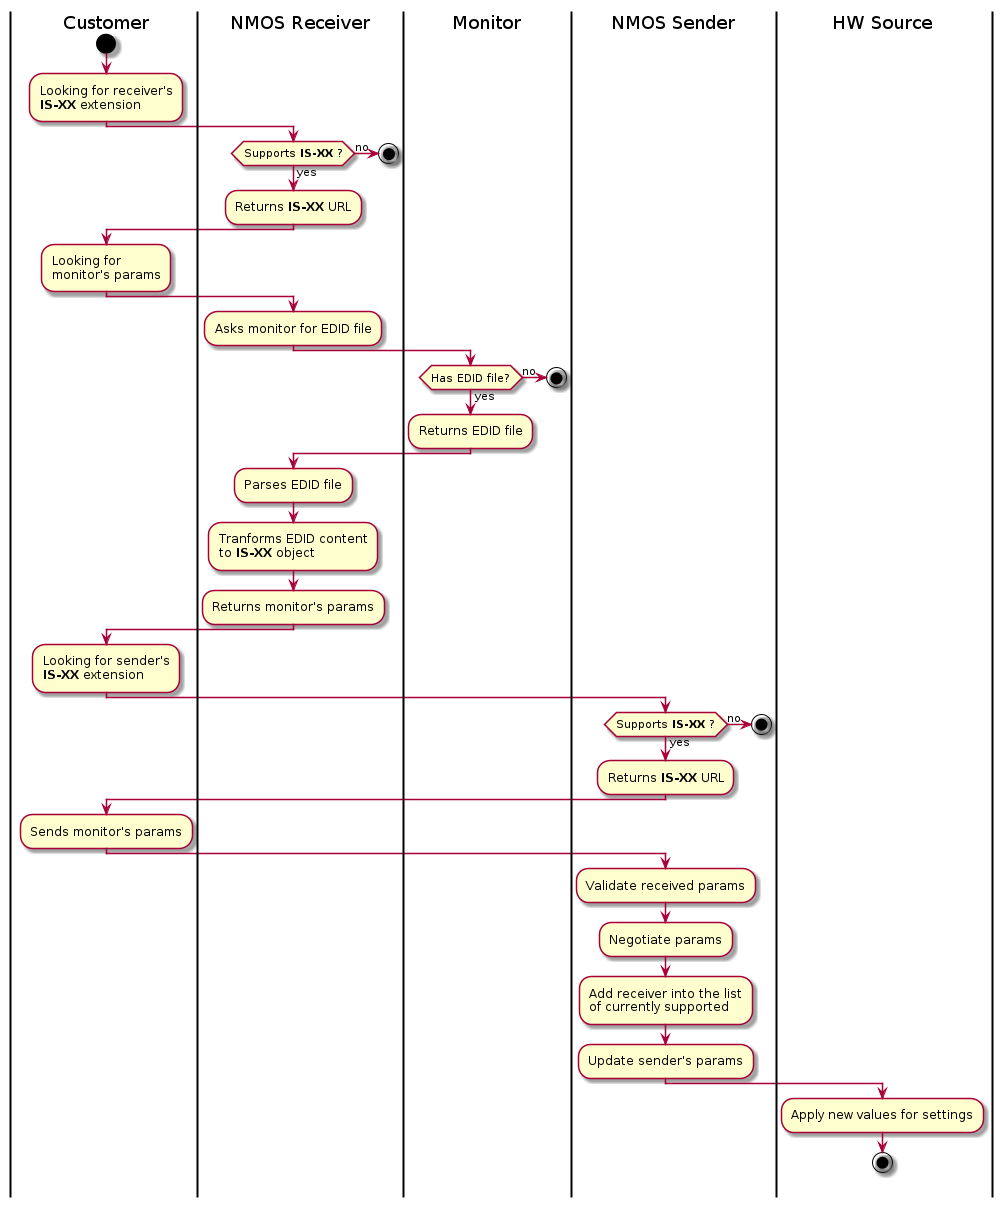 Customer
NMOS Receiver
Monitor
NMOS Sender
HW Source
Looking for receiver's
IS-XX extension
Supports IS-XX ?
no
yes
Returns IS-XX URL
Looking for
monitor's params
Asks monitor for EDID file
Has EDID file?
no
yes
Returns EDID file
Parses EDID file
Tranforms EDID content
to IS-XX object
Returns monitor's params
Looking for sender's
IS-XX extension
Supports IS-XX ?
no
yes
Returns IS-XX URL
Sends monitor's params
Validate received params
Negotiate params
Add receiver into the list
of currently supported
Update sender's params
Apply new values for settings